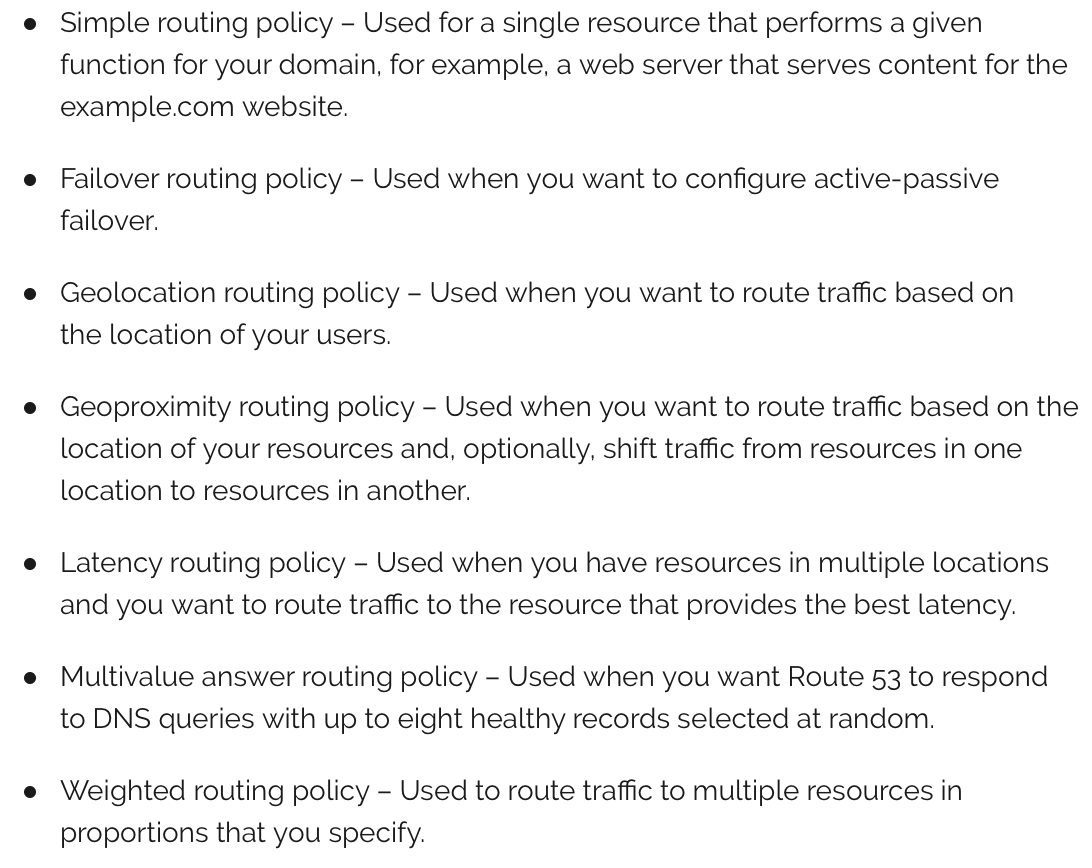 ● Simple routing policy – Used for a single resource that performs a given
function for your domain, for example, a web server that serves content for the
example.com website.
● Failover routing policy – Used when you want to configure active-passive
failover.
● Geolocation routing policy – Used when you want to route traffic based on
the location of your users.
● Geoproximity routing policy – Used when you want to route traffic based on the
location of your resources and, optionally, shift traffic from resources in one
location to resources in another.
● Latency routing policy – Used when you have resources in multiple locations
and you want to route traffic to the resource that provides the best latency.
● Multivalue answer routing policy – Used when you want Route 53 to respond
to DNS queries with up to eight healthy records selected at random.
● Weighted routing policy – Used to route traffic to multiple resources in
proportions that you specify.